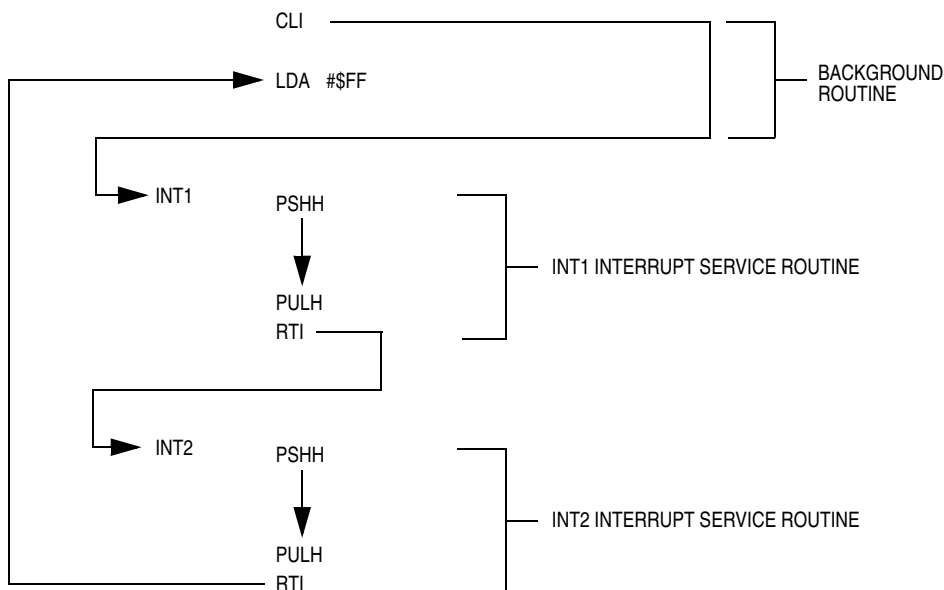 CLI
LDA #$FF
BACKGROUND
ROUTINE
INT1
PSHH
INT1 INTERRUPT SERVICE ROUTINE
PULH
RTI
INT2
PSHH
INT2 INTERRUPT SERVICE ROUTINE
PULH
RTI